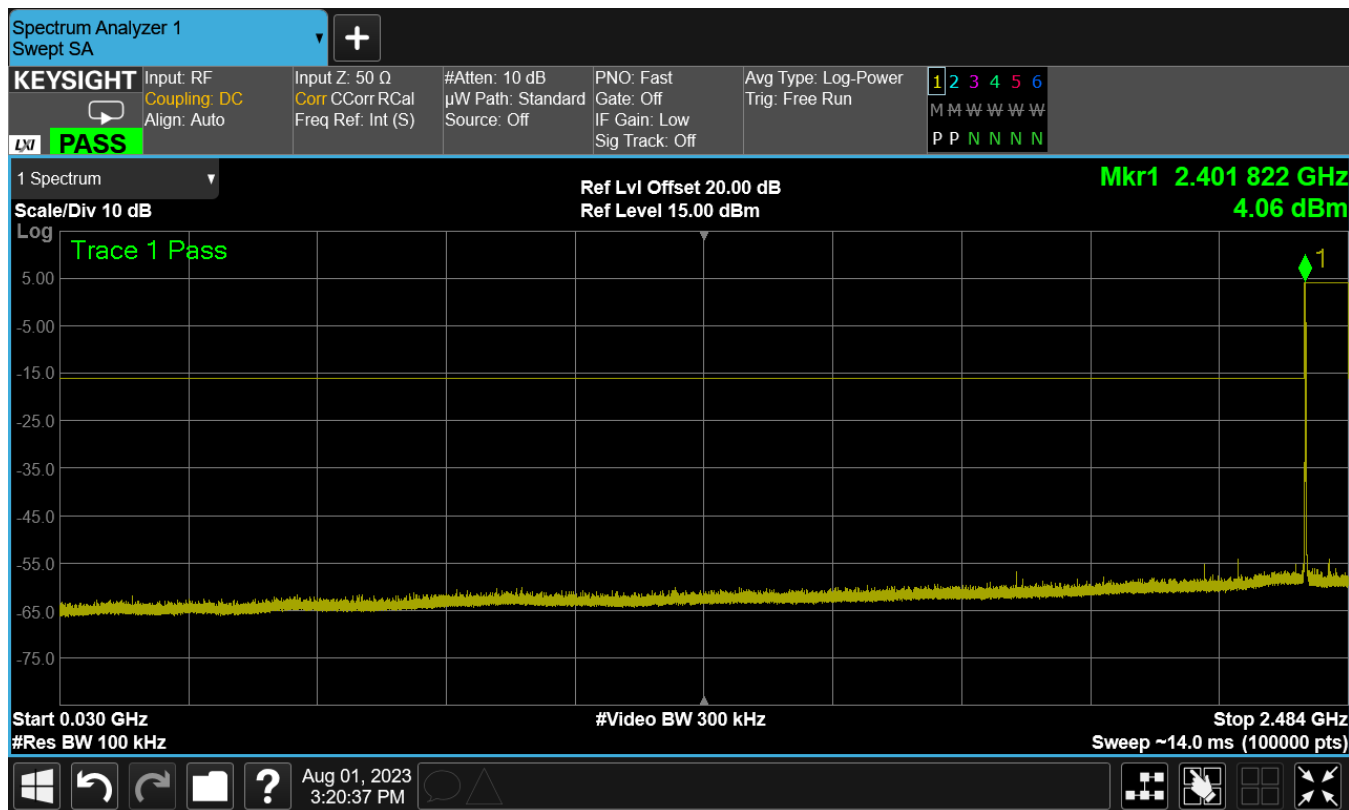 Spectrum Analyzer 1
Swept SA
KEYSIGHT
LXI
PASS
Input: RF
Coupling: DC
Align: Auto
Input Z: 50 Ω
Corr CCorr RCal
Freq Ref: Int (S)
#Atten: 10 dB
µW Path: Standard
Source: Off
PNO: Fast
Gate: Off
IF Gain: Low
Sig Track: Off
Avg Type: Log-Power
Trig: Free Run
1 2 3 4 5 6
M M W W W W
P P N N N N
1 Spectrum
Scale/Div 10 dB
Ref Lvl Offset 20.00 dB
Ref Level 15.00 dBm
Mkr1 2.401 822 GHz
4.06 dBm
Log
Trace 1 Pass
1
5.00
-5.00
-15.0
-25.0
-35.0
-45.0
-55.0
-65.0
-75.0
Start 0.030 GHz
#Video BW 300 kHz
Stop 2.484 GHz
#Res BW 100 kHz
Sweep ~14.0 ms (100000 pts)
Aug 01, 2023
3:20:37 PM